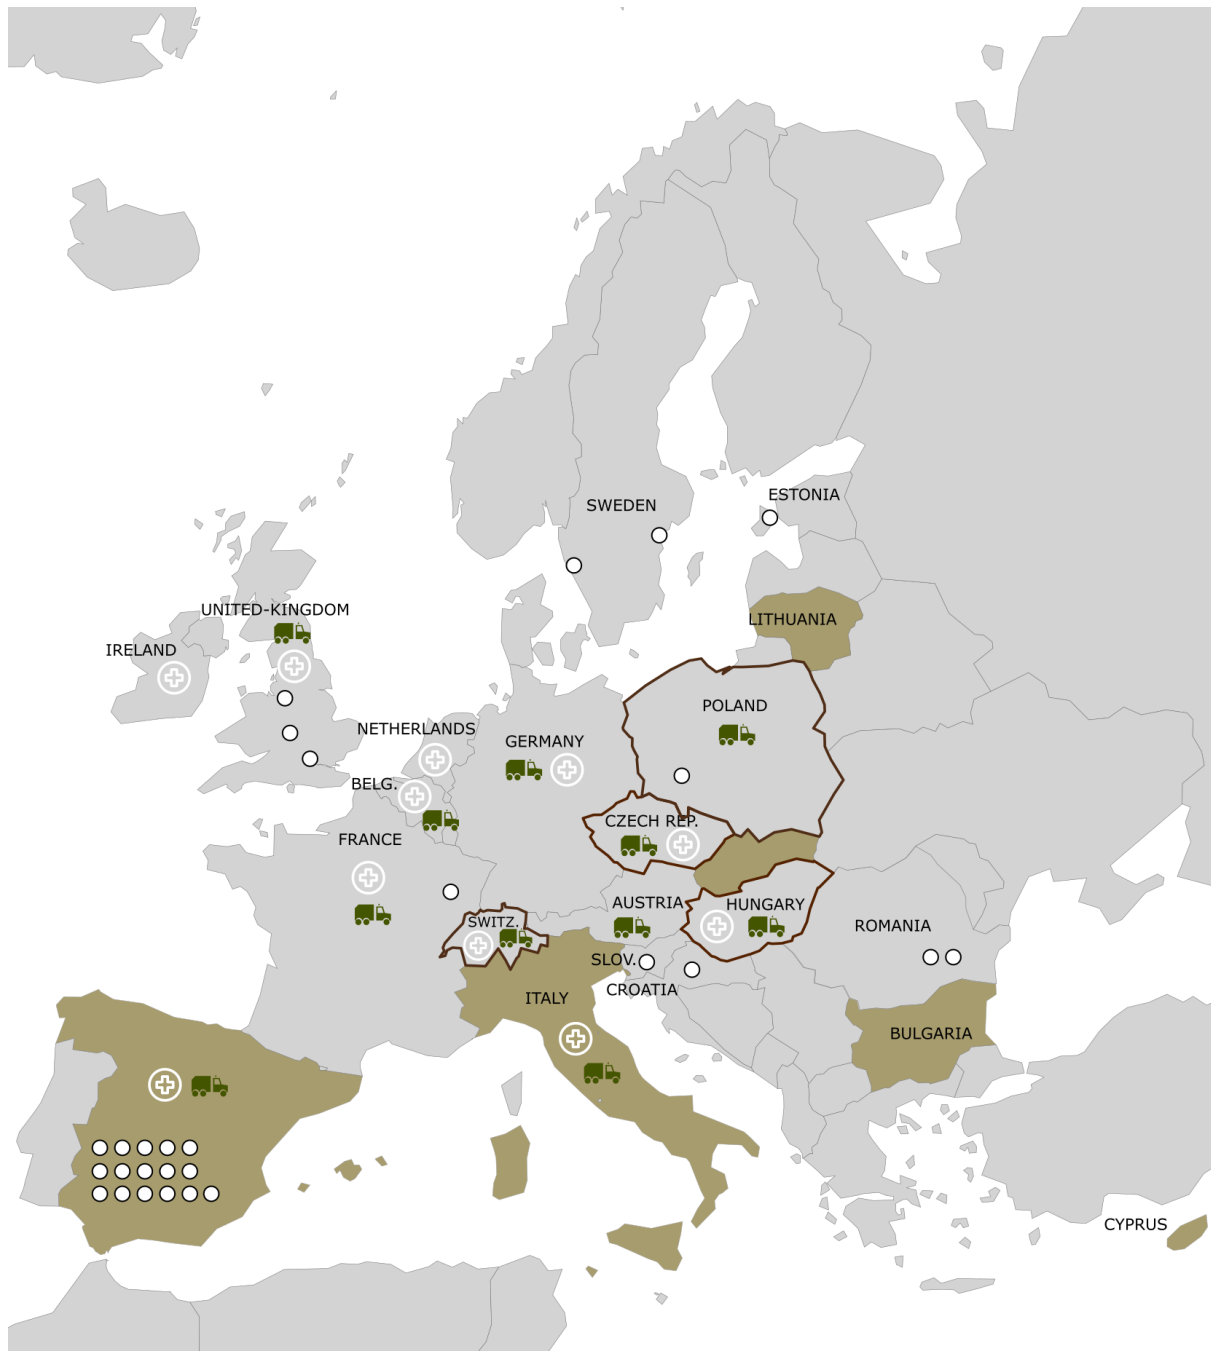 ESTONIA
SWEDEN
UNITED-KINGDOM
LITHUANIA
IRELAND
POLAND
NETHERLANDS
GERMANY
BELG.
CZECH REP.
FRANCE
AUSTRIA
HUNGARY
SWITZ.
ROMANIA
SLOV.
CROATIA
ITALY
BULGARIA
CYPRUS